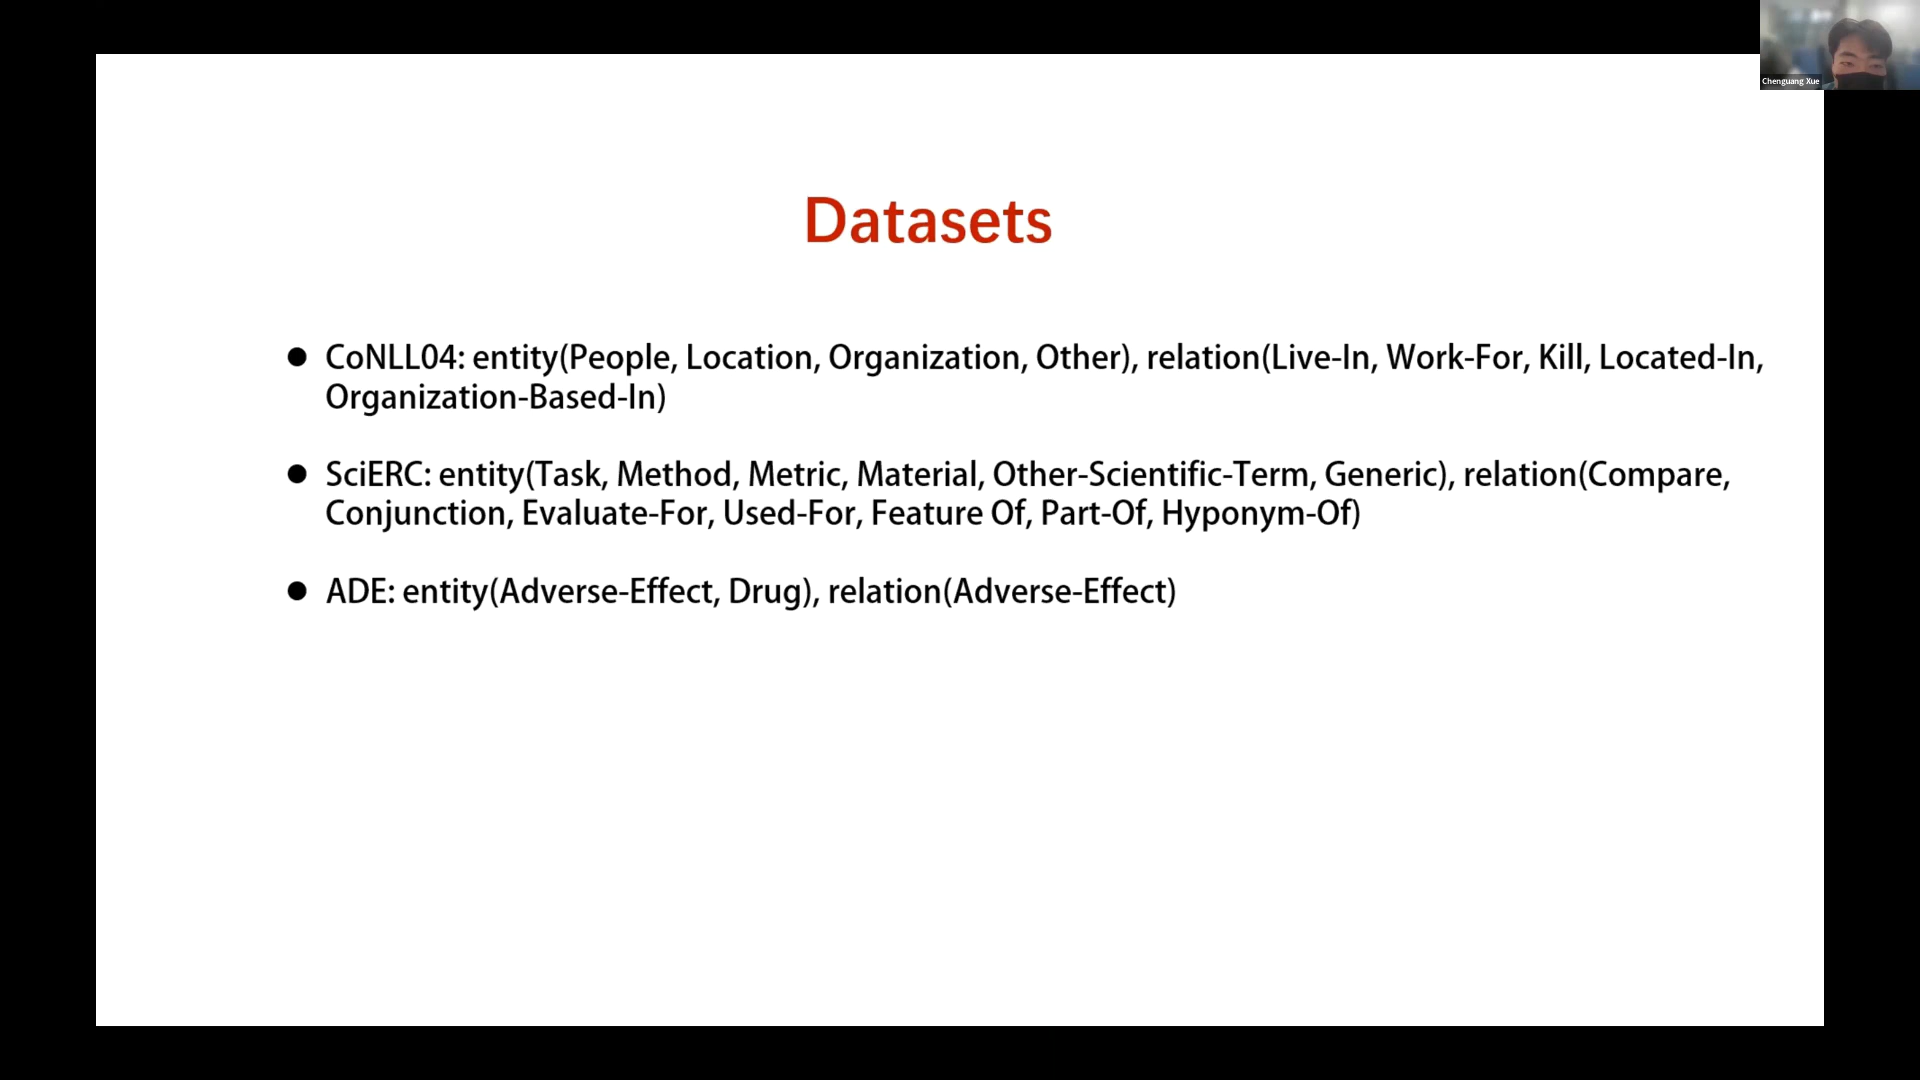 Chenguang Xue
Datasets
● CoNLL04: entity(People, Location, Organization, Other), relation(Live-In, Work-For, Kill, Located-In,
Organization-Based-In)
● SciERC: entity(Task, Method, Metric, Material, Other-Scientific-Term, Generic), relation(Compare,
Conjunction, Evaluate-For, Used-For, Feature Of, Part-Of, Hyponym-Of)
● ADE: entity(Adverse-Effect, Drug), relation(Adverse-Effect)